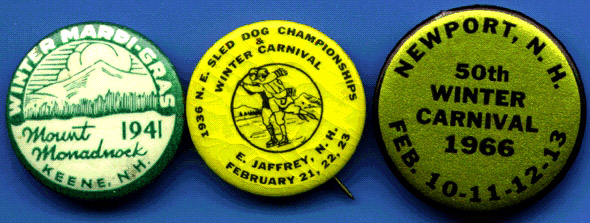 WINTER MARDI-GRAS
Mount
Monadnock
1941
KEENE, N.H.
1936 N.E. SLED DOG CHAMPIONSHIPS
&
WINTER CARNIVAL
E. JAFFREY, N.H.
FEBRUARY 21, 22, 23
NEWPORT, N.H.
50th
WINTER
CARNIVAL
1966
FEB. 10-11-12-13